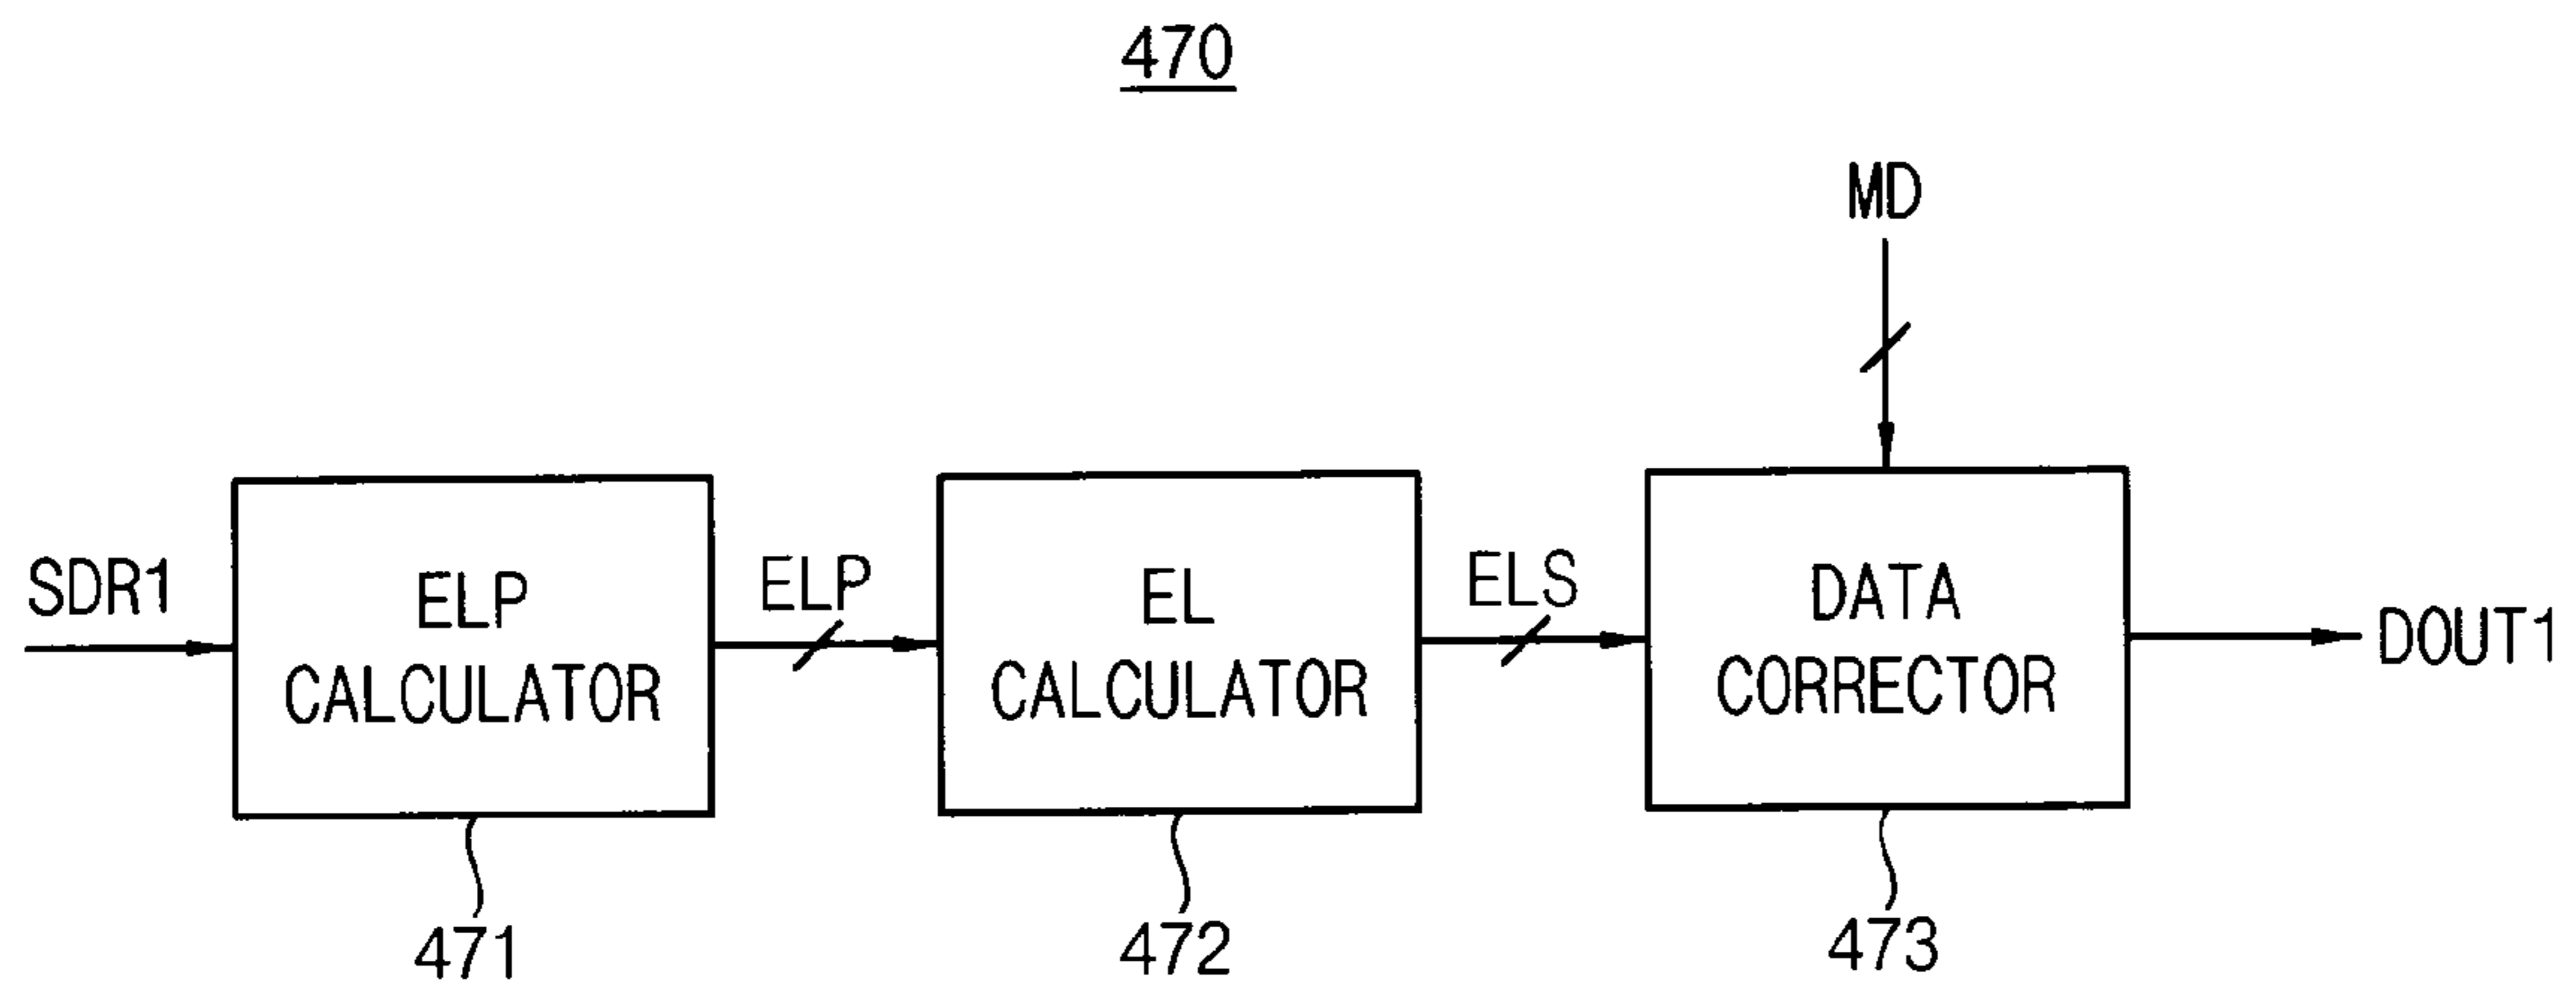 470
MD
SDR1
ELP
CALCULATOR
ELP
EL
CALCULATOR
ELS
DATA
CORRECTOR
DOUT1
471
472
473